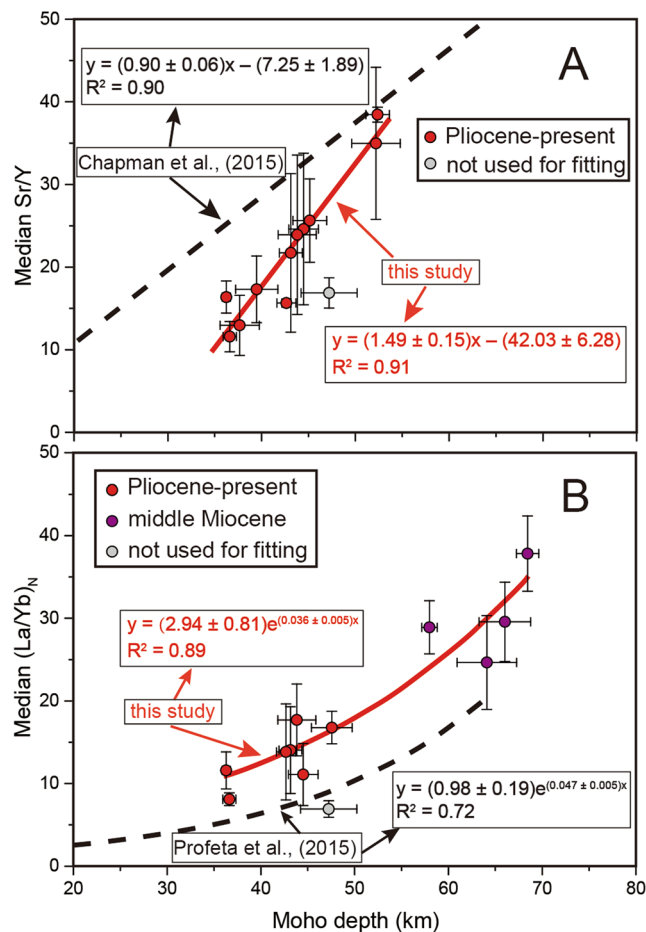 50
40
30
20
10
0
Median Sr/Y
A
y = (0.90 ± 0.06)x – (7.25 ± 1.89)
R² = 0.90
Chapman et al., (2015)
Pliocene-present
not used for fitting
this study
y = (1.49 ± 0.15)x – (42.03 ± 6.28)
R² = 0.91
50
40
30
20
10
0
Median (La/Yb)N
B
Pliocene-present
middle Miocene
not used for fitting
y = (2.94 ± 0.81)e(0.036 ± 0.005)x
R² = 0.89
this study
y = (0.98 ± 0.19)e(0.047 ± 0.005)x
R² = 0.72
Profeta et al., (2015)
20 30 40 50 60 70 80
Moho depth (km)